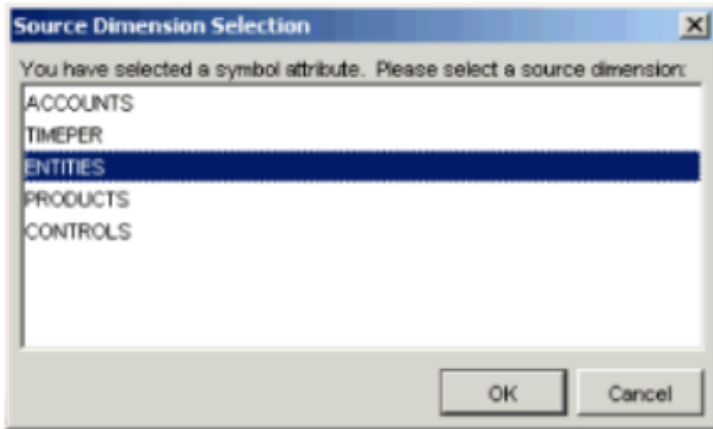 Source Dimension Selection
You have selected a symbol attribute. Please select a source dimension:
ACCOUNTS
TIMEPER
ENTITIES
PRODUCTS
CONTROLS
OK Cancel